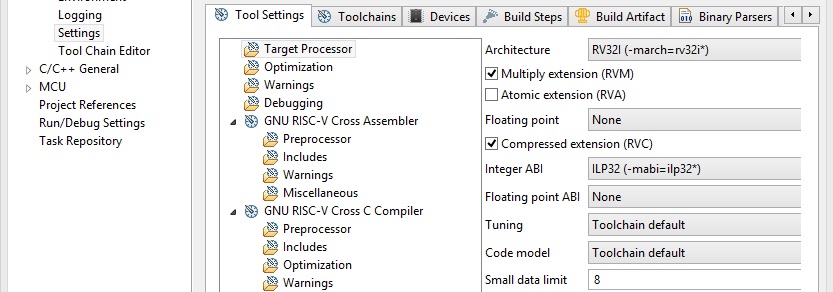 Environment
Logging
Settings
Tool Chain Editor
C/C++ General
MCU
Project References
Run/Debug Settings
Task Repository
Tool Settings
Toolchains
Devices
Build Steps
Build Artifact
Binary Parsers
Target Processor
Optimization
Warnings
Debugging
GNU RISC-V Cross Assembler
Preprocessor
Includes
Warnings
Miscellaneous
GNU RISC-V Cross C Compiler
Preprocessor
Includes
Optimization
Warnings
Architecture RV32I (-march=rv32i*)
Multiply extension (RVM)
Atomic extension (RVA)
Floating point None
Compressed extension (RVC)
Integer ABI ILP32 (-mabi=ilp32*)
Floating point ABI None
Tuning Toolchain default
Code model Toolchain default
Small data limit 8